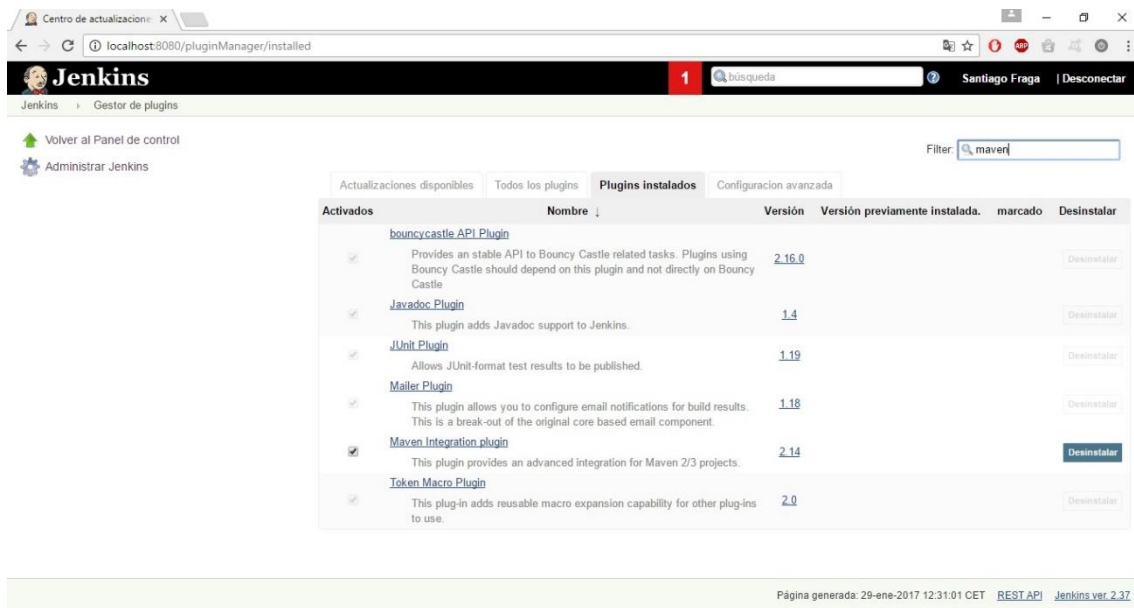 Centro de actualizacione
localhost:8080/pluginManager/installed
ABP
Jenkins
1
búsqueda
Santiago Fraga
| Desconectar
Jenkins
Gestor de plugins
Volver al Panel de control
Administrar Jenkins
Filter:
maven
Actualizaciones disponibles
Todos los plugins
Plugins instalados
Configuracion avanzada
Activados Nombre ↓ Versión Versión previamente instalada. marcado Desinstalar
bouncycastle API Plugin
Provides an stable API to Bouncy Castle related tasks. Plugins using
Bouncy Castle should depend on this plugin and not directly on Bouncy
Castle
2.16.0
Desinstalar
Javadoc Plugin
This plugin adds Javadoc support to Jenkins.
1.4
Desinstalar
JUnit Plugin
Allows JUnit-format test results to be published.
1.19
Desinstalar
Mailer Plugin
This plugin allows you to configure email notifications for build results.
This is a break-out of the original core based email component.
1.18
Desinstalar
Maven Integration plugin
This plugin provides an advanced integration for Maven 2/3 projects.
2.14
Desinstalar
Token Macro Plugin
This plug-in adds reusable macro expansion capability for other plug-ins
to use.
2.0
Desinstalar
Página generada: 29-ene-2017 12:31:01 CET REST API Jenkins ver. 2.37